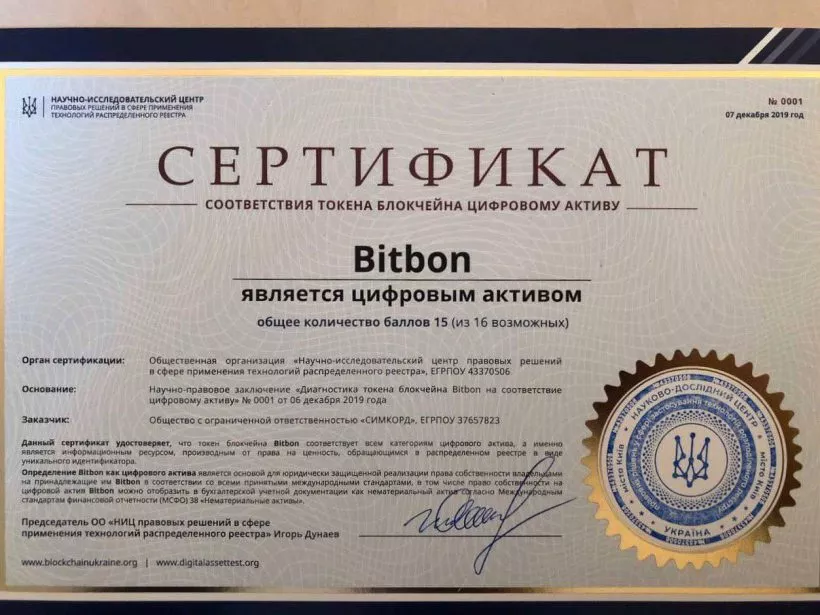 НАУЧНО-ИССЛЕДОВАТЕЛЬСКИЙ ЦЕНТР
ПРАВОВЫХ РЕШЕНИЙ В СФЕРЕ ПРИМЕНЕНИЯ
ТЕХНОЛОГИЙ РАСПРЕДЕЛЕННОГО РЕЕСТРА
№ 0001
07 декабря 2019 год
СЕРТИФИКАТ
СООТВЕТСТВИЯ ТОКЕНА БЛОКЧЕЙНА ЦИФРОВОМУ АКТИВУ
Bitbon
является цифровым активом
общее количество баллов 15 (из 16 возможных)
Орган сертификации: Общественная организация «Научно-исследовательский центр правовых решений
в сфере применения технологий распределенного реестра», ЕГРПОУ 43370506
Основание: Научно-правовое заключение «Диагностика токена блокчейна Bitbon на соответствие
цифровому активу» № 0001 от 06 декабря 2019 года
Заказчик: Общество с ограниченной ответственностью «СИМКОРД», ЕГРПОУ 37657823
Данный сертификат удостоверяет, что токен блокчейна Bitbon соответствует всем категориям цифрового актива, а именно
является информационным ресурсом, производным от права на ценность, обращающимся в распределенном реестре в виде
уникального идентификатора.
Определение Bitbon как цифрового актива является основой для юридически защищенной реализации права собственности владельцами
на принадлежащие им Bitbon в соответствии со всеми принятыми международными стандартами, в том числе право собственности на
цифровой актив Bitbon можно отобразить в бухгалтерской учетной документации как нематериальный актив согласно Международным
стандартам финансовой отчетности (МСФО) 38 «Нематериальные активы».
Председатель ОО «НИЦ правовых решений в сфере
применения технологий распределенного реестра» Игорь Дунаев
www.blockchainukraine.org | www.digitalassettest.org
№43370506
НАУКОВО-ДОСЛІДНИЙ ЦЕНТР
місто Київ
УКРАЇНА